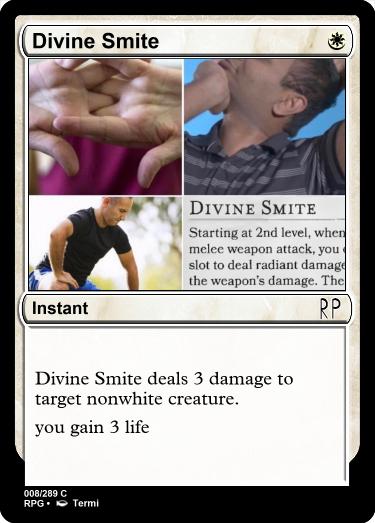 Divine Smite
DIVINE SMITE
Starting at 2nd level, when
melee weapon attack, you
slot to deal radiant damage
the weapon's damage. The
Instant RP
Divine Smite deals 3 damage to
target nonwhite creature.
you gain 3 life
008/289 C
RPG • Termi